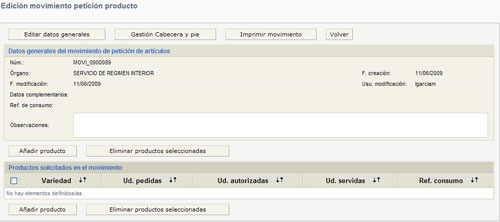 Edición movimiento petición producto
Editar datos generales Gestión Cabecera y pie Imprimir movimiento Volver
Datos generales del movimiento de petición de artículos
Núm.: MOVI_0900089
Órgano: SERVICIO DE REGIMEN INTERIOR F. creación: 11/06/2009
F. modificación: 11/06/2009 Usu. modificación: lgarciam
Datos complementarios:
Ref. de consumo:
Observaciones:
Añadir producto Eliminar productos seleccionadas
Productos solicitados en el movimiento
Variedad Ud. pedidas Ud. autorizadas Ud. servidas Ref. consumo
No hay elementos definidos/as.
Añadir producto Eliminar productos seleccionadas